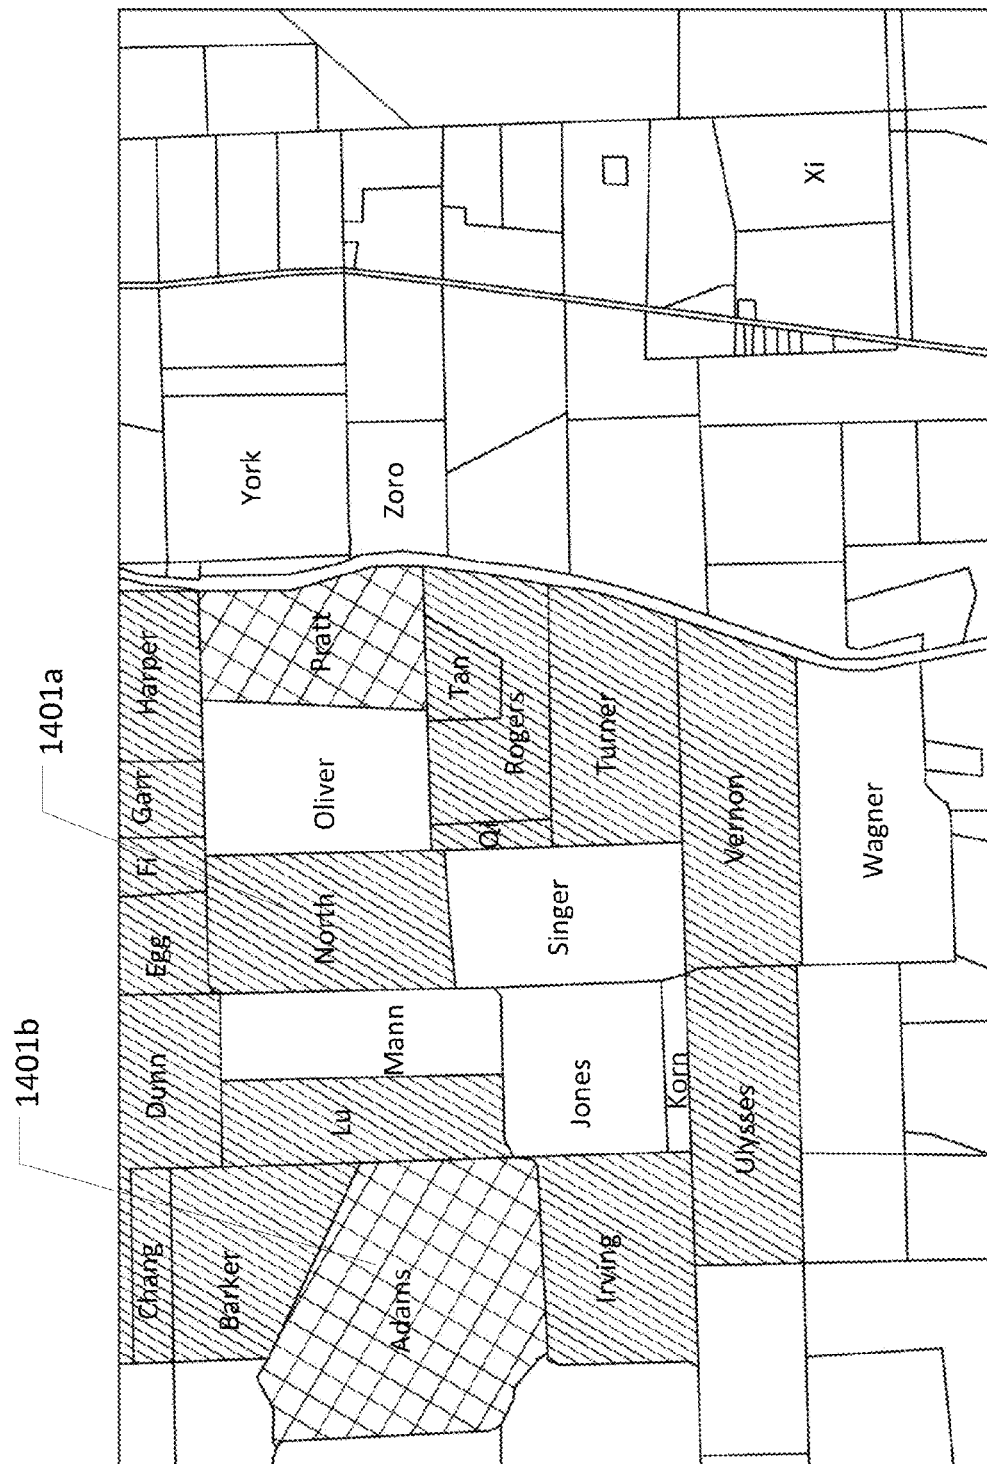 1401a
1401b
Chang
Barker
Adams
Irving
Dunn
Lu
Mann
Jones
Korn
Ulysses
Egg
Fi
Garr
Harper
North
Oliver
Pratt
Singer
Qi
Rogers
Tan
Turner
Vernon
Wagner
York
Zoro
Xi